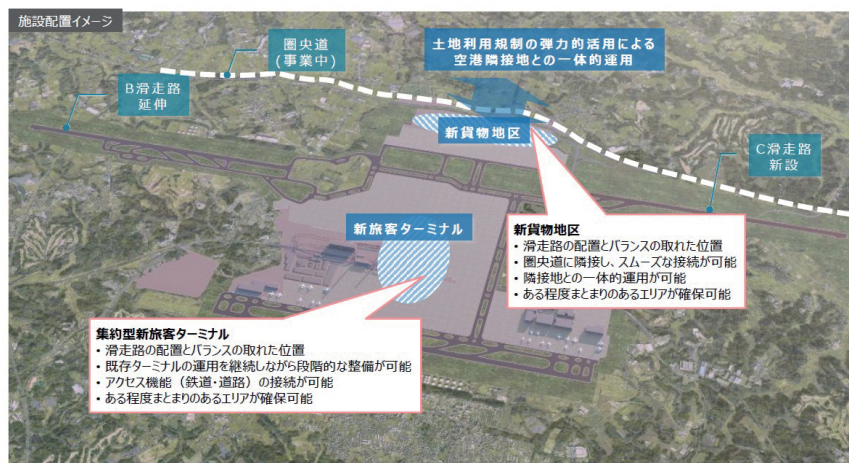 施設配置イメージ
圏央道
(事業中)
土地利用規制の弾力的活用による
空港隣接地との一体的運用
B滑走路
延伸
新貨物地区
C滑走路
新設
新旅客ターミナル
新貨物地区
・滑走路の配置とバランスの取れた位置
・圏央道に隣接し、スムーズな接続が可能
・隣接地との一体的運用が可能
・ある程度まとまりのあるエリアが確保可能
集約型新旅客ターミナル
・滑走路の配置とバランスの取れた位置
・既存ターミナルの運用を継続しながら段階的な整備が可能
・アクセス機能（鉄道・道路）の接続が可能
・ある程度まとまりのあるエリアが確保可能